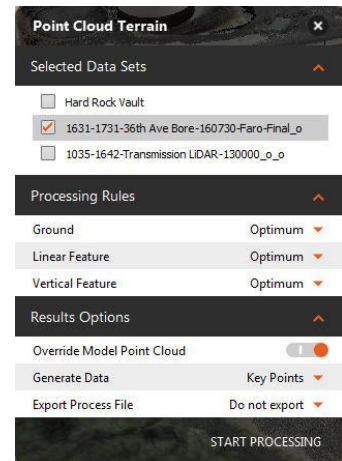 Point Cloud Terrain
Selected Data Sets
Hard Rock Vault
1631-1731-36th Ave Bore-160730-Faro-Final_o
1035-1642-Transmission LiDAR-130000_o_o
Processing Rules
Ground Optimum
Linear Feature Optimum
Vertical Feature Optimum
Results Options
Override Model Point Cloud
Generate Data Key Points
Export Process File Do not export
START PROCESSING